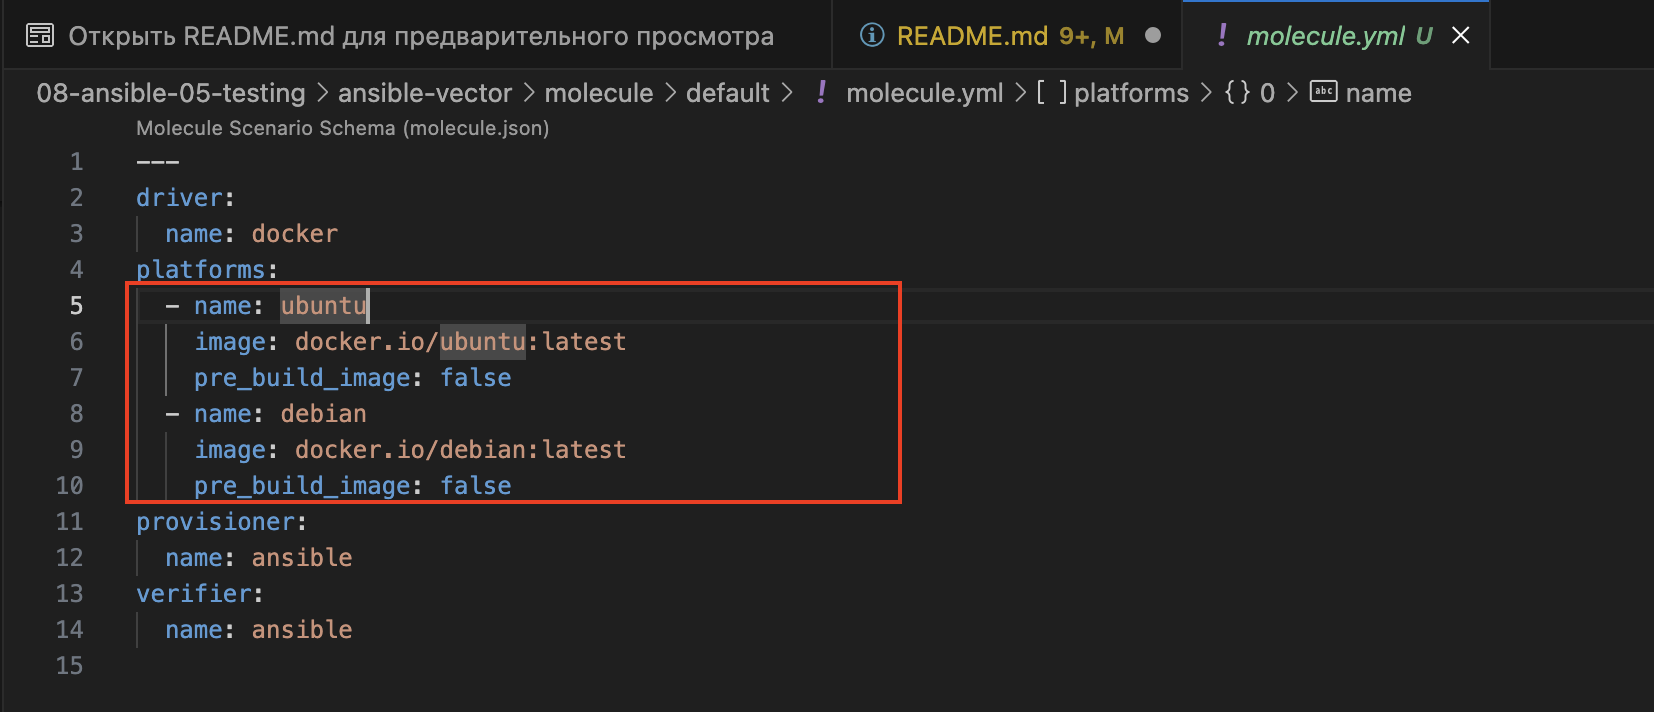 Открыть README.md для предварительного просмотра
README.md 9+, M
molecule.yml U
08-ansible-05-testing > ansible-vector > molecule > default > ! molecule.yml > [ ] platforms > {} 0 > abc name
Molecule Scenario Schema (molecule.json)
1 ---
2 driver:
3 name: docker
4 platforms:
5 - name: ubuntu
6 image: docker.io/ubuntu:latest
7 pre_build_image: false
8 - name: debian
9 image: docker.io/debian:latest
10 pre_build_image: false
11 provisioner:
12 name: ansible
13 verifier:
14 name: ansible
15